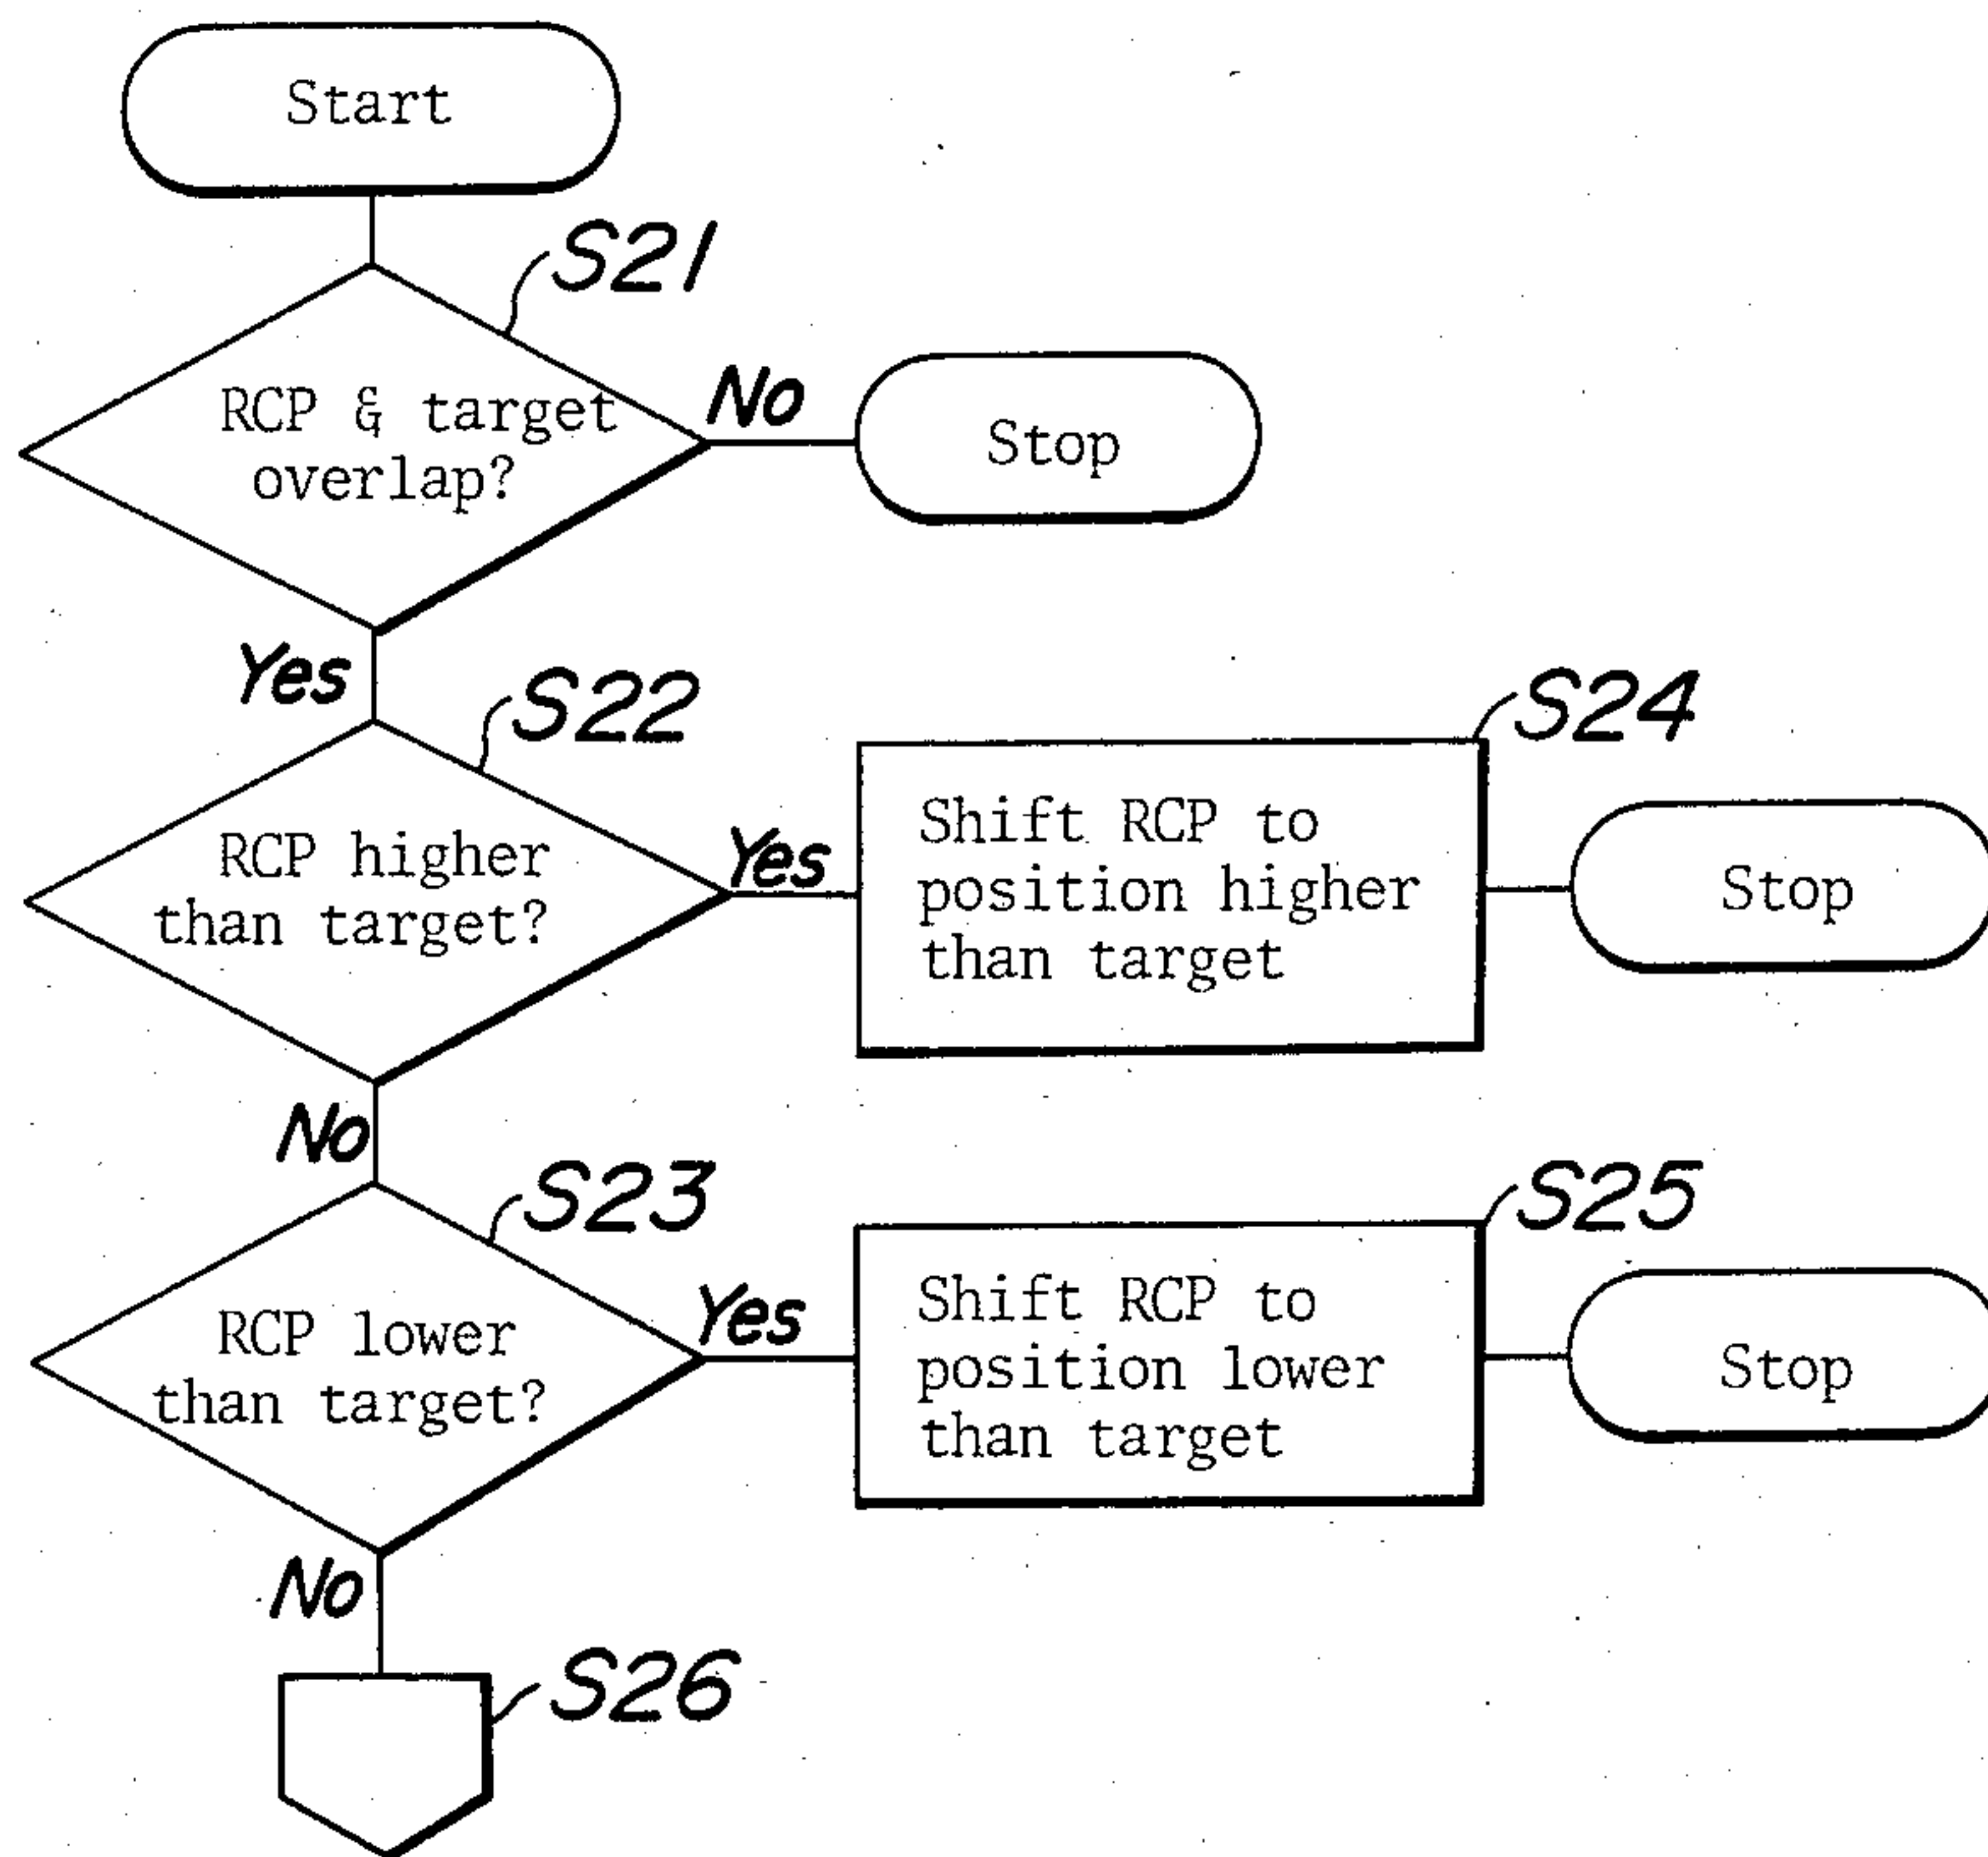 Start
S21
RCP & target
overlap?
No
Stop
Yes
S22
RCP higher
than target?
Yes
S24
Shift RCP to
position higher
than target
Stop
No
S23
RCP lower
than target?
Yes
S25
Shift RCP to
position lower
than target
Stop
No
S26